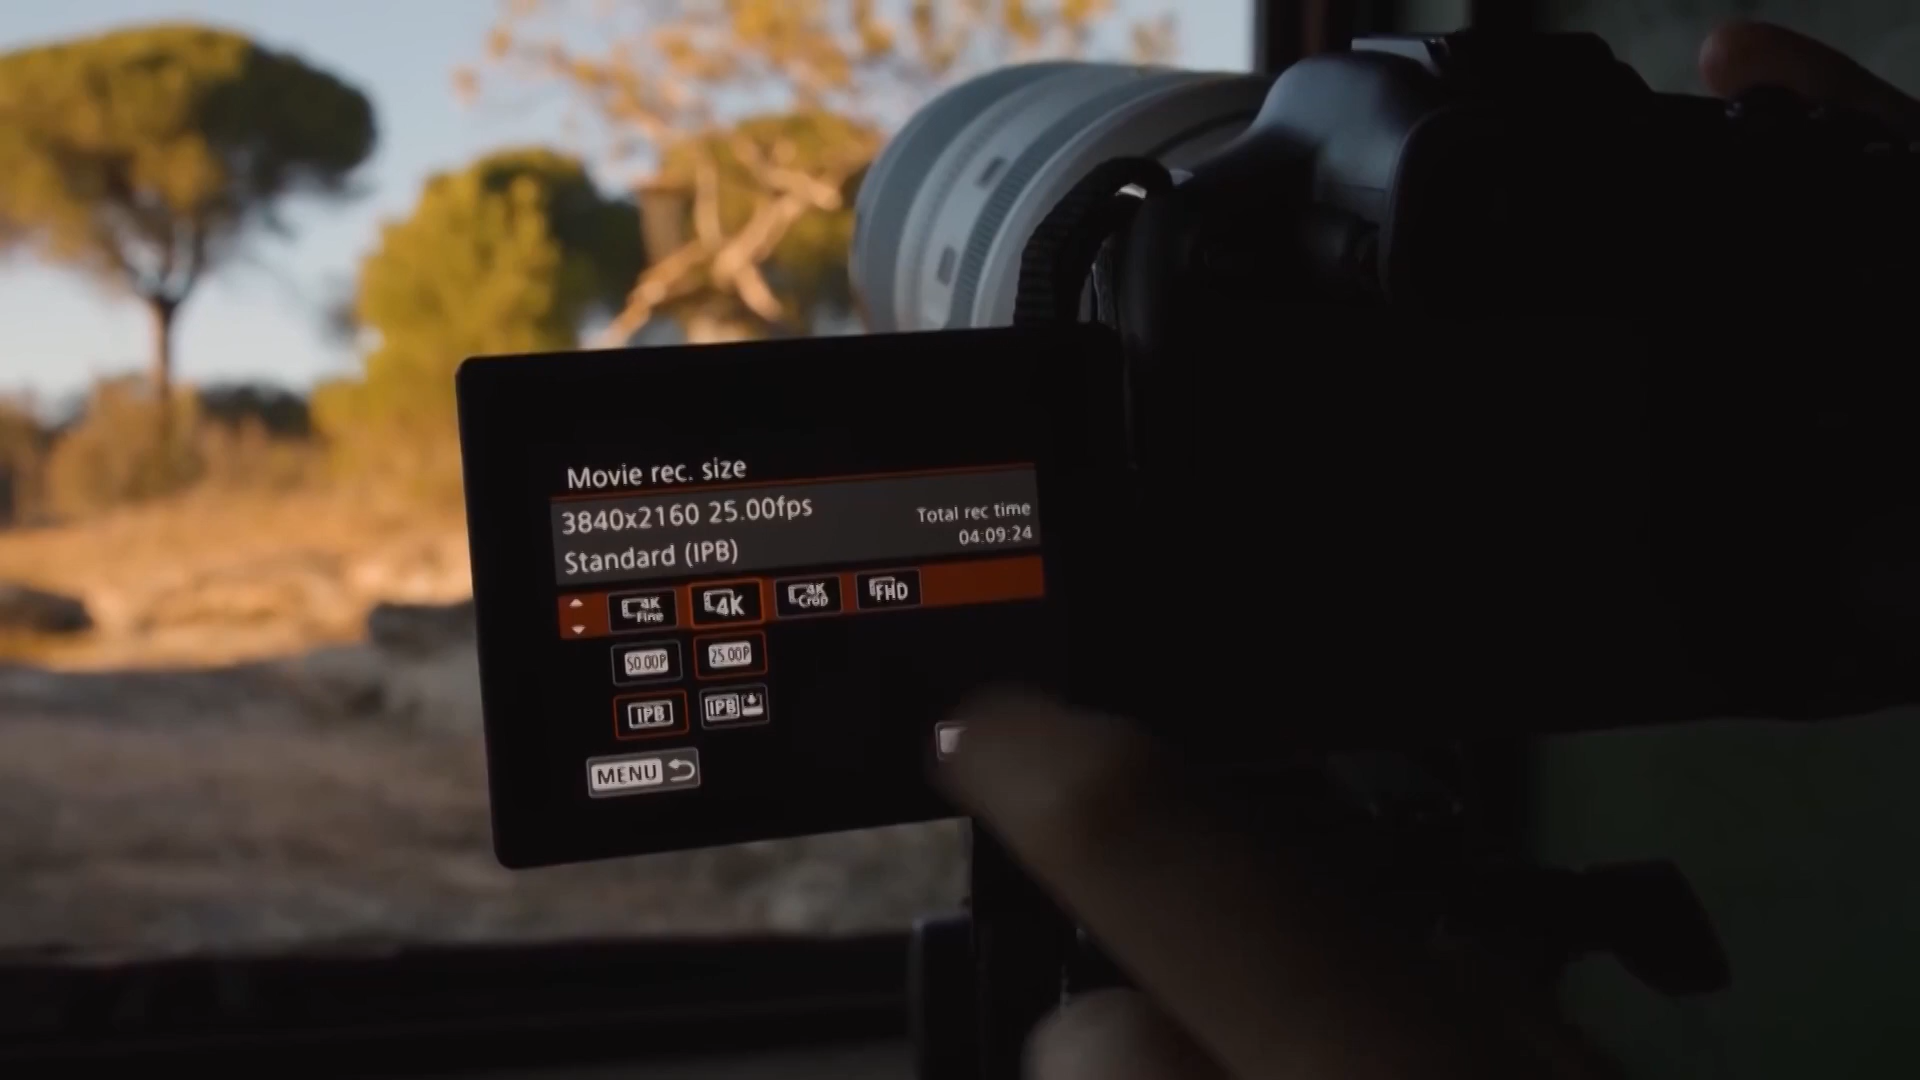 Movie rec. size
3840x2160 25.00fps
Total rec time
Standard (IPB)
04:09:24
4K Fine 4K 4K Crop FHD
50.00P 25.00P
IPB IPB
MENU